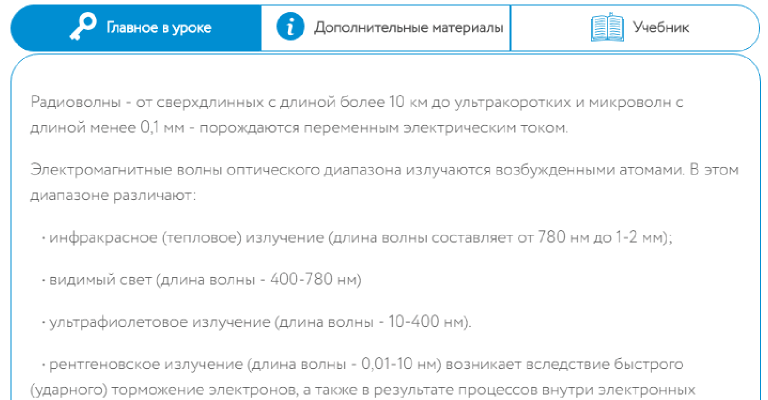 Главное в уроке
Дополнительные материалы
Учебник
Радиоволны - от сверхдлинных с длиной более 10 км до ультракоротких и микроволн с
длиной менее 0,1 мм - порождаются переменным электрическим током.
Электромагнитные волны оптического диапазона излучаются возбужденными атомами. В этом
диапазоне различают:
· инфракрасное (тепловое) излучение (длина волны составляет от 780 нм до 1-2 мм);
· видимый свет (длина волны - 400-780 нм)
· ультрафиолетовое излучение (длина волны - 10-400 нм).
· рентгеновское излучение (длина волны - 0,01-10 нм) возникает вследствие быстрого
(ударного) торможение электронов, а также в результате процессов внутри электронных